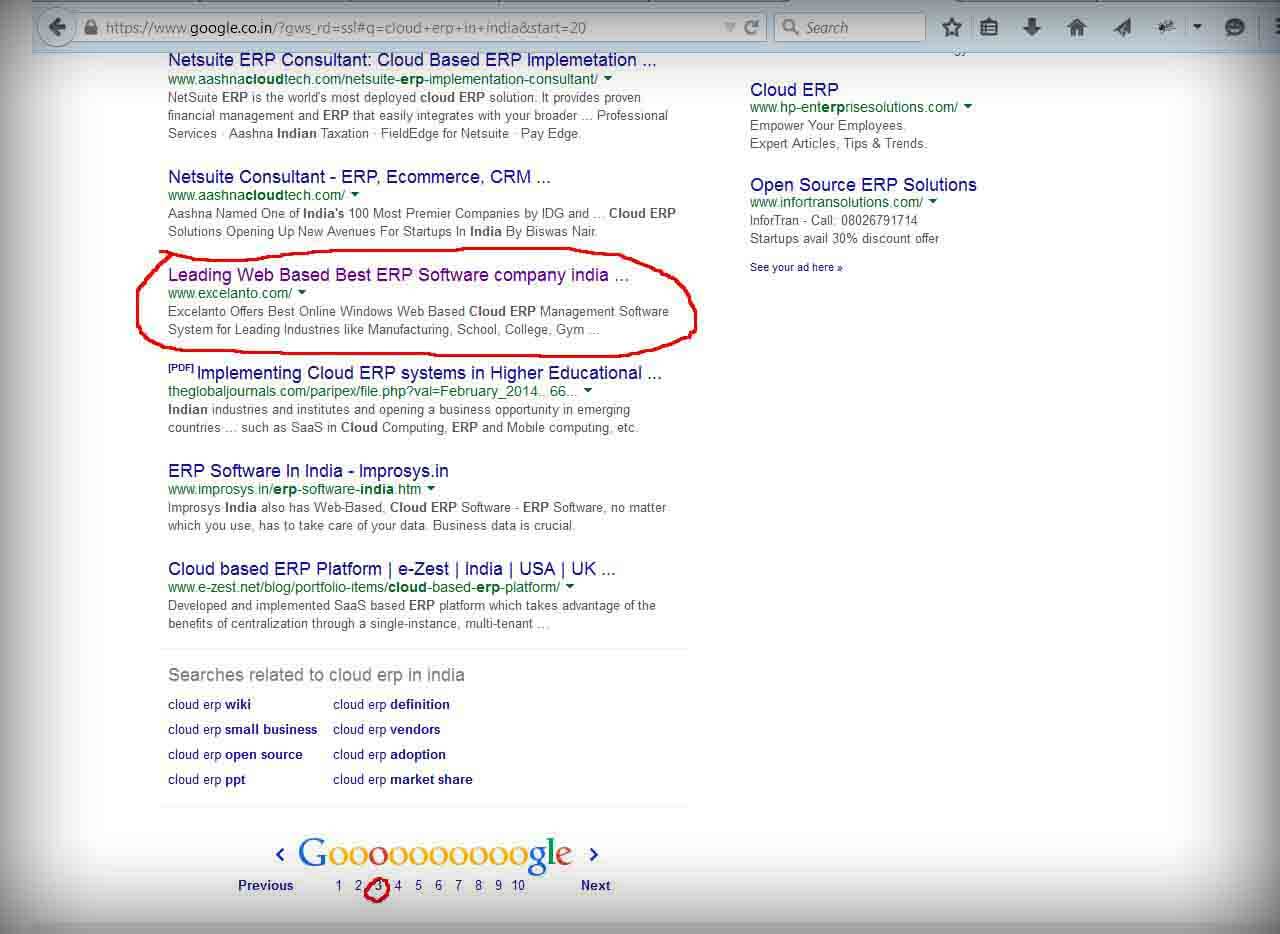 https://www.google.co.in/?gws_rd=ssl#q=cloud+erp+in+india&start=20
Search
Netsuite ERP Consultant: Cloud Based ERP Implemetation ...
www.aashnacloudtech.com/netsuite-erp-implementation-consultant/
NetSuite ERP is the world's most deployed cloud ERP solution. It provides proven
financial management and ERP that easily integrates with your broader ... Professional
Services · Aashna Indian Taxation · FieldEdge for Netsuite · Pay Edge.
Netsuite Consultant - ERP, Ecommerce, CRM ...
www.aashnacloudtech.com/
Aashna Named One of India's 100 Most Premier Companies by IDG and ... Cloud ERP
Solutions Opening Up New Avenues For Startups In India By Biswas Nair.
Leading Web Based Best ERP Software company india ...
www.excelanto.com/
Excelanto Offers Best Online Windows Web Based Cloud ERP Management Software
System for Leading Industries like Manufacturing, School, College, Gym ...
[PDF] Implementing Cloud ERP systems in Higher Educational ...
theglobaljournals.com/paripex/file.php?val=February_2014...66...
Indian industries and institutes and opening a business opportunity in emerging
countries ... such as SaaS in Cloud Computing, ERP and Mobile computing, etc.
ERP Software In India - Improsys.in
www.improsys.in/erp-software-india.htm
Improsys India also has Web-Based, Cloud ERP Software - ERP Software, no matter
which you use, has to take care of your data. Business data is crucial.
Cloud based ERP Platform | e-Zest | India | USA | UK ...
www.e-zest.net/blog/portfolio-items/cloud-based-erp-platform/
Developed and implemented SaaS based ERP platform which takes advantage of the
benefits of centralization through a single-instance, multi-tenant ...
Cloud ERP
www.hp-enterprisesolutions.com/
Empower Your Employees.
Expert Articles, Tips & Trends.
Open Source ERP Solutions
www.infortransolutions.com/
InforTran - Call: 08026791714
Startups avail 30% discount offer
See your ad here »
Searches related to cloud erp in india
cloud erp wiki
cloud erp definition
cloud erp small business
cloud erp vendors
cloud erp open source
cloud erp adoption
cloud erp ppt
cloud erp market share
< Goooooooooogle >
Previous 1 2 3 4 5 6 7 8 9 10 Next